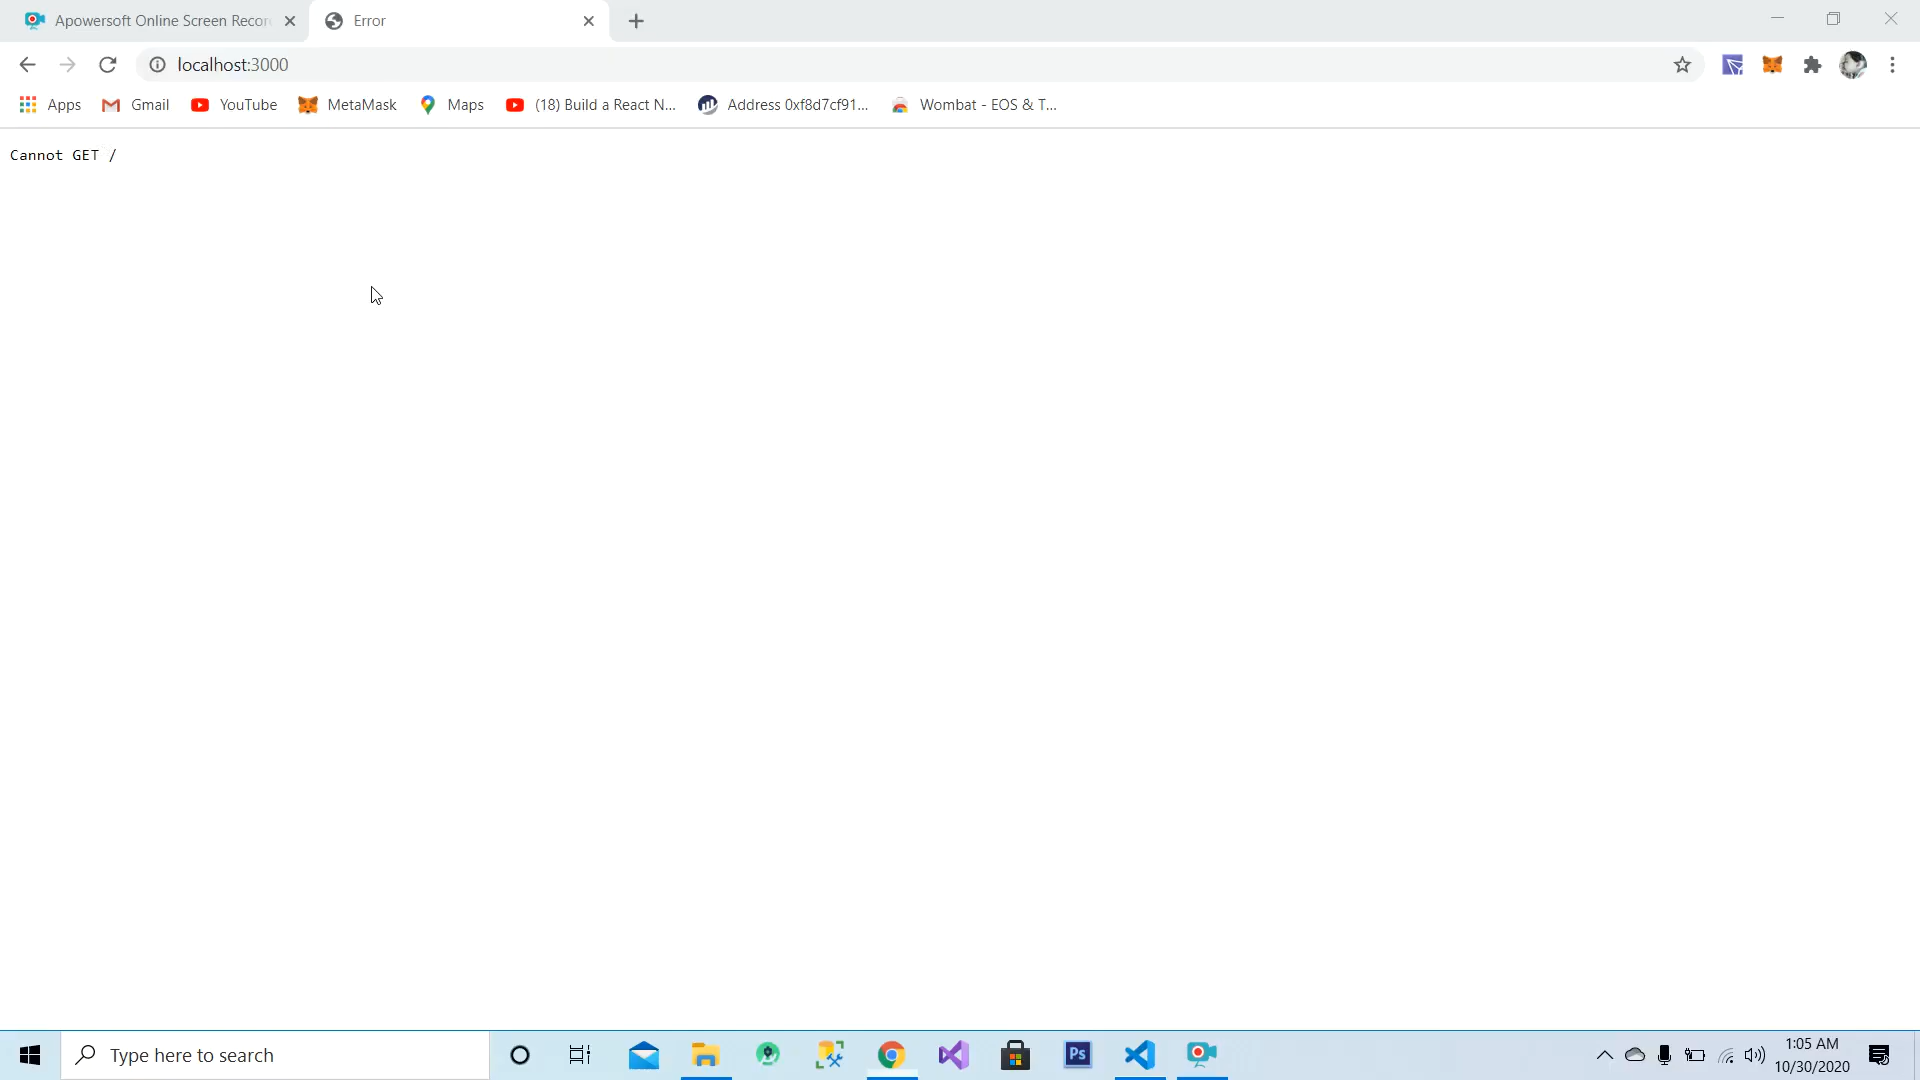 Apowersoft Online Screen Recor
Error
localhost:3000
Apps
Gmail
YouTube
MetaMask
Maps
(18) Build a React N...
Address 0xf8d7cf91...
Wombat - EOS & T...
Cannot GET /
Type here to search
Ps
1:05 AM
10/30/2020